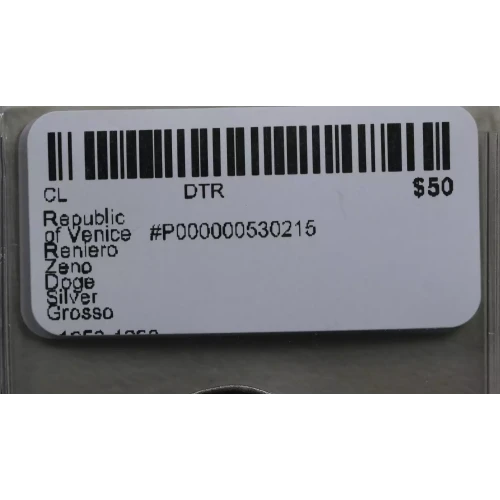 CL DTR $50
Republic
of Venice #P000000530215
Reniero
Zeno
Doge
Silver
Grosso